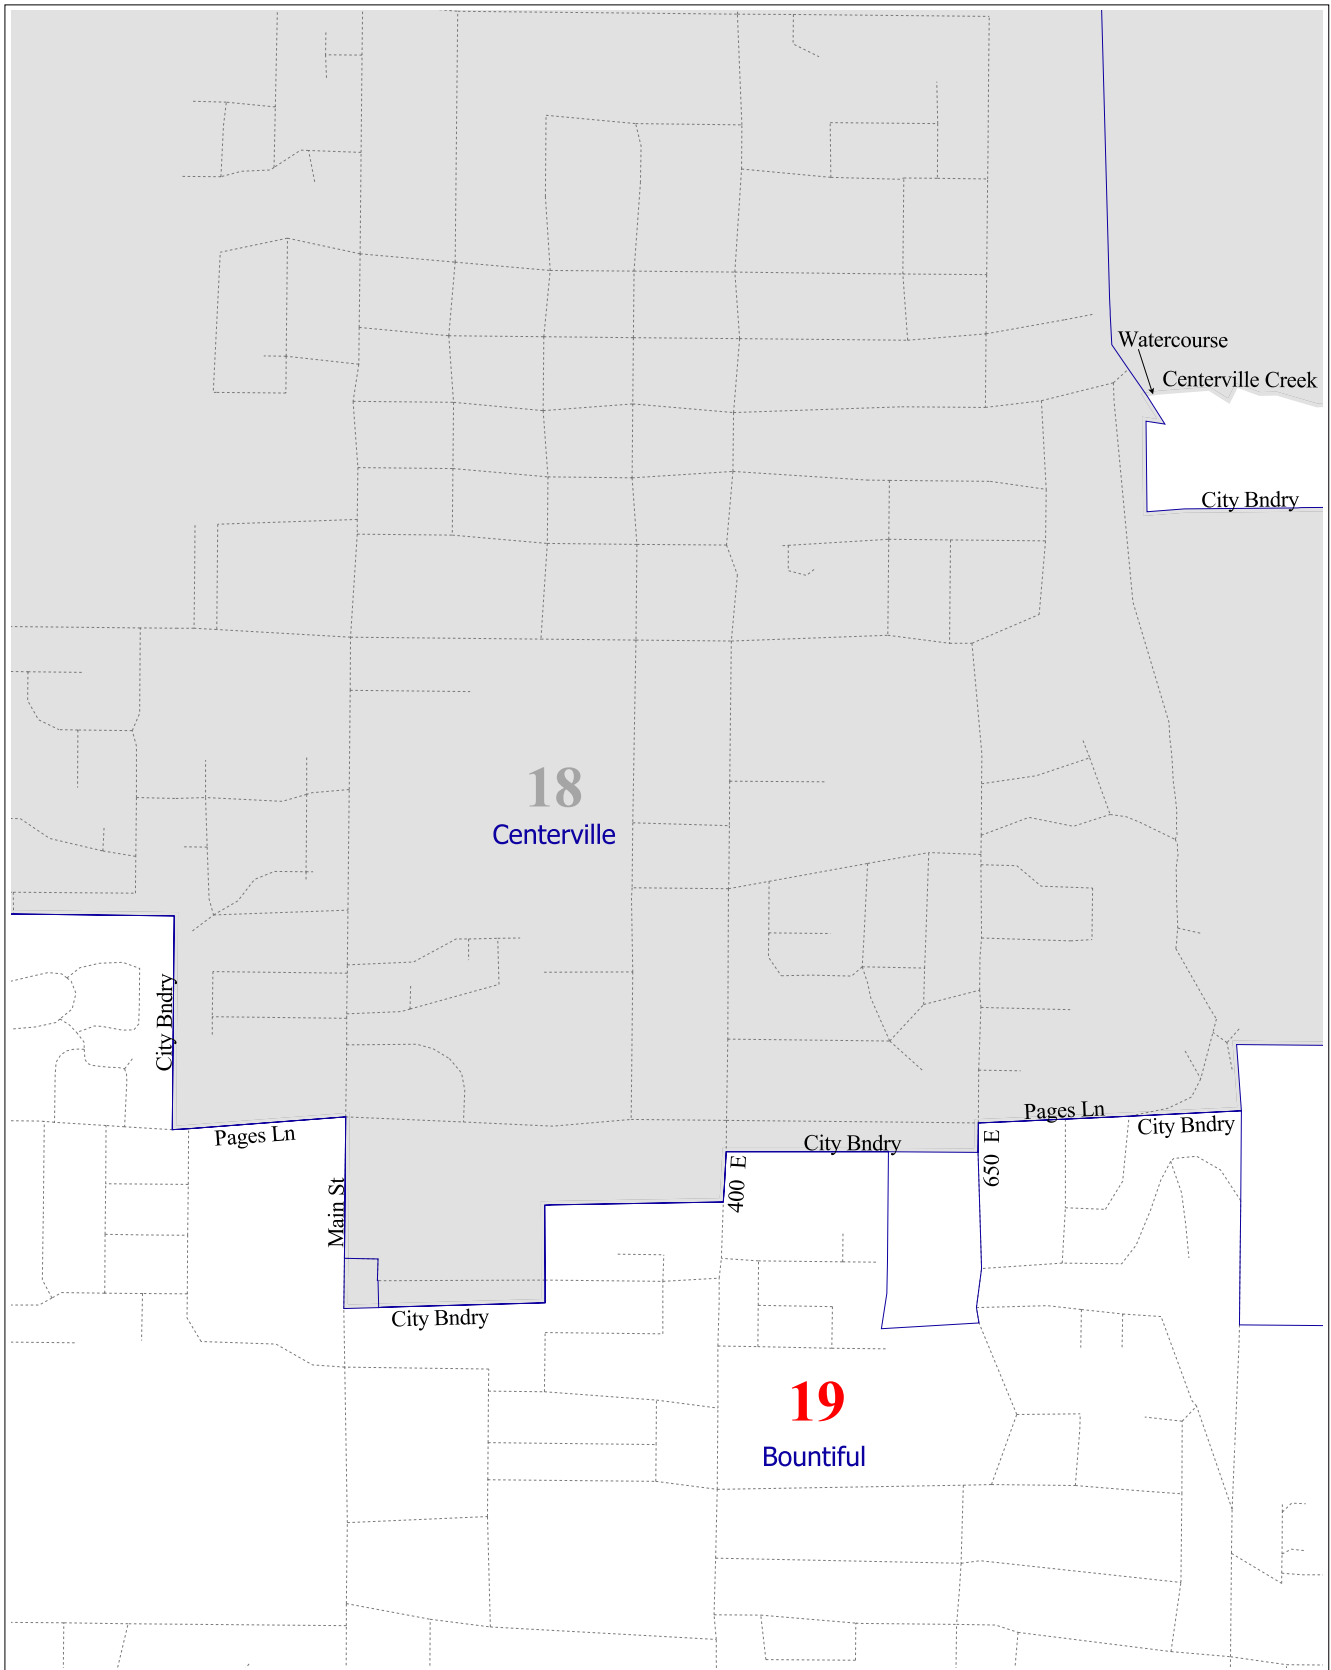 Watercourse
Centerville Creek
City Bndry
18
Centerville
City Bndry
Pages Ln
Pages Ln
City Bndry
City Bndry
650 E
400 E
Main St
City Bndry
19
Bountiful